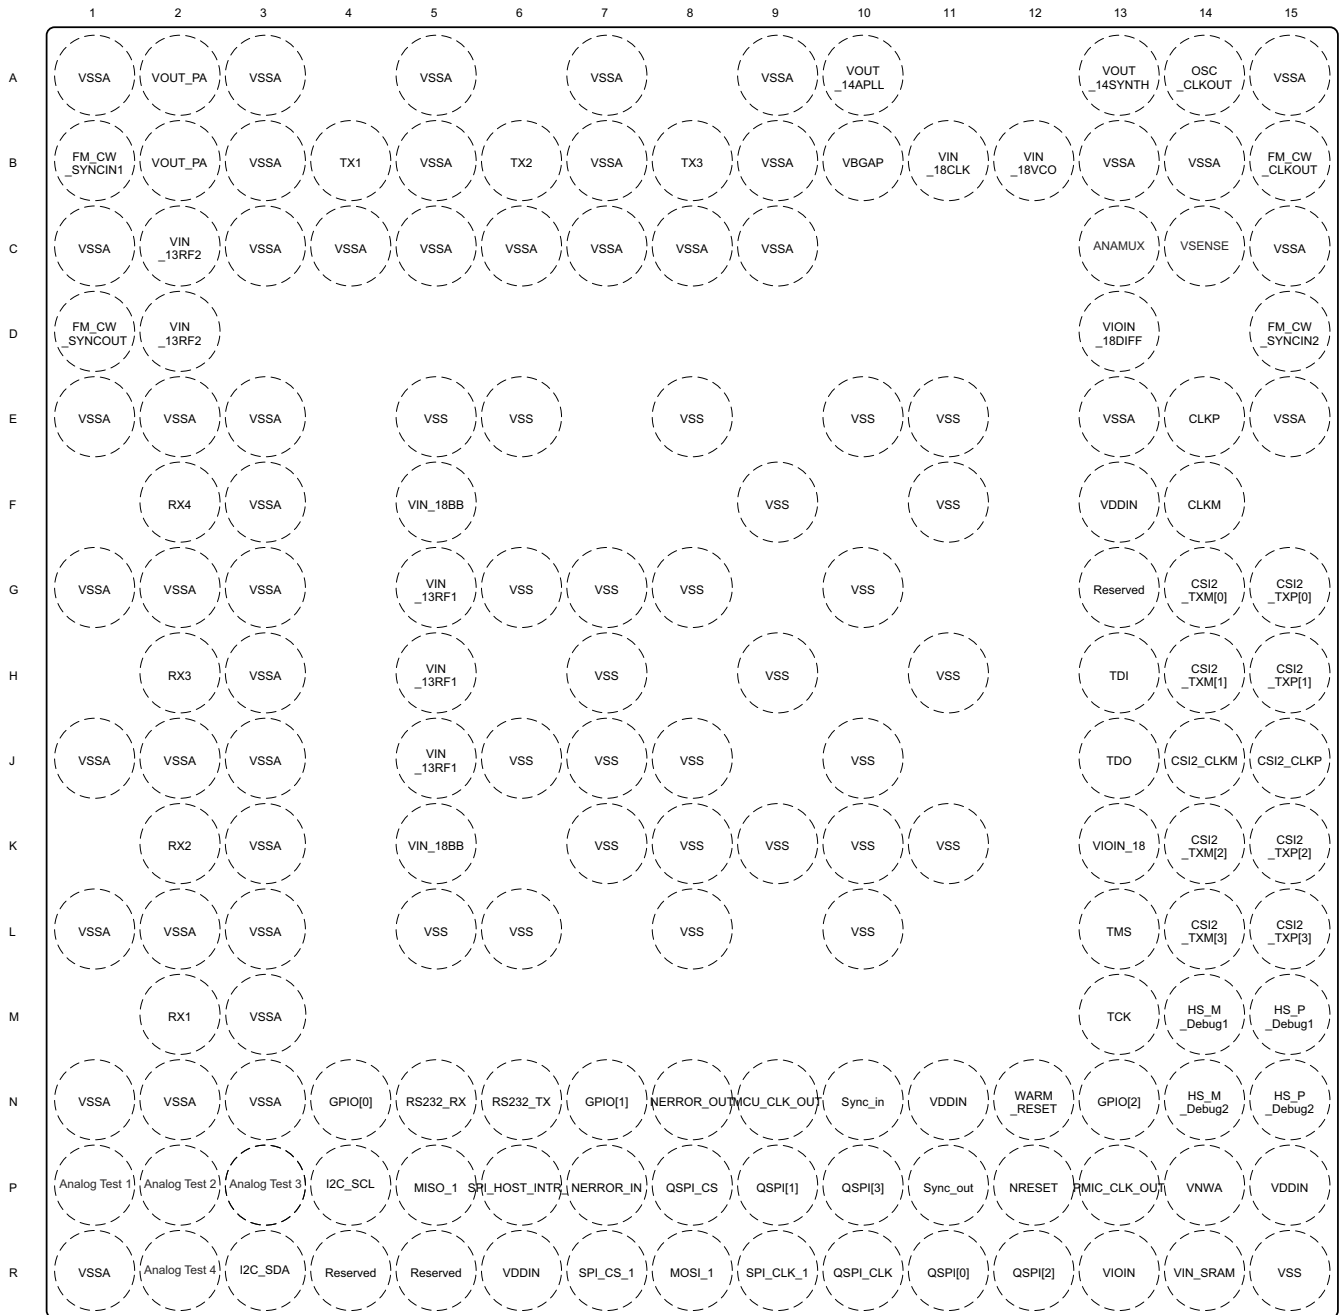 1 2 3 4 5 6 7 8 9 10 11 12 13 14 15
A VSSA VOUT_PA VSSA VSSA VSSA VSSA VOUT _14APLL VOUT _14SYNTH OSC _CLKOUT VSSA
B FM_CW _SYNCIN1 VOUT_PA VSSA TX1 VSSA TX2 VSSA TX3 VSSA VBGAP VIN _18CLK VIN _18VCO VSSA VSSA FM_CW _CLKOUT
C VSSA VIN _13RF2 VSSA VSSA VSSA VSSA VSSA VSSA VSSA ANAMUX VSENSE VSSA
D FM_CW _SYNCOUT VIN _13RF2 VIOIN _18DIFF FM_CW _SYNCIN2
E VSSA VSSA VSSA VSS VSS VSS VSS VSS VSSA CLKP VSSA
F RX4 VSSA VIN_18BB VSS VSS VDDIN CLKM
G VSSA VSSA VSSA VIN _13RF1 VSS VSS VSS VSS Reserved CSI2 _TXM[0] CSI2 _TXP[0]
H RX3 VSSA VIN _13RF1 VSS VSS VSS TDI CSI2 _TXM[1] CSI2 _TXP[1]
J VSSA VSSA VSSA VIN _13RF1 VSS VSS VSS VSS TDO CSI2_CLKM CSI2_CLKP
K RX2 VSSA VIN_18BB VSS VSS VSS VSS VSS VIOIN_18 CSI2 _TXM[2] CSI2 _TXP[2]
L VSSA VSSA VSSA VSS VSS VSS VSS TMS CSI2 _TXM[3] CSI2 _TXP[3]
M RX1 VSSA TCK HS_M _Debug1 HS_P _Debug1
N VSSA VSSA VSSA GPIO[0] RS232_RX RS232_TX GPIO[1] NERROR_OUT MCU_CLK_OUT Sync_in VDDIN WARM _RESET GPIO[2] HS_M _Debug2 HS_P _Debug2
P Analog Test 1 Analog Test 2 Analog Test 3 I2C_SCL MISO_1 SPI_HOST_INTR_ NERROR_IN QSPI_CS QSPI[1] QSPI[3] Sync_out NRESET PMIC_CLK_OUT VNWA VDDIN
R VSSA Analog Test 4 I2C_SDA Reserved Reserved VDDIN SPI_CS_1 MOSI_1 SPI_CLK_1 QSPI_CLK QSPI[0] QSPI[2] VIOIN VIN_SRAM VSS